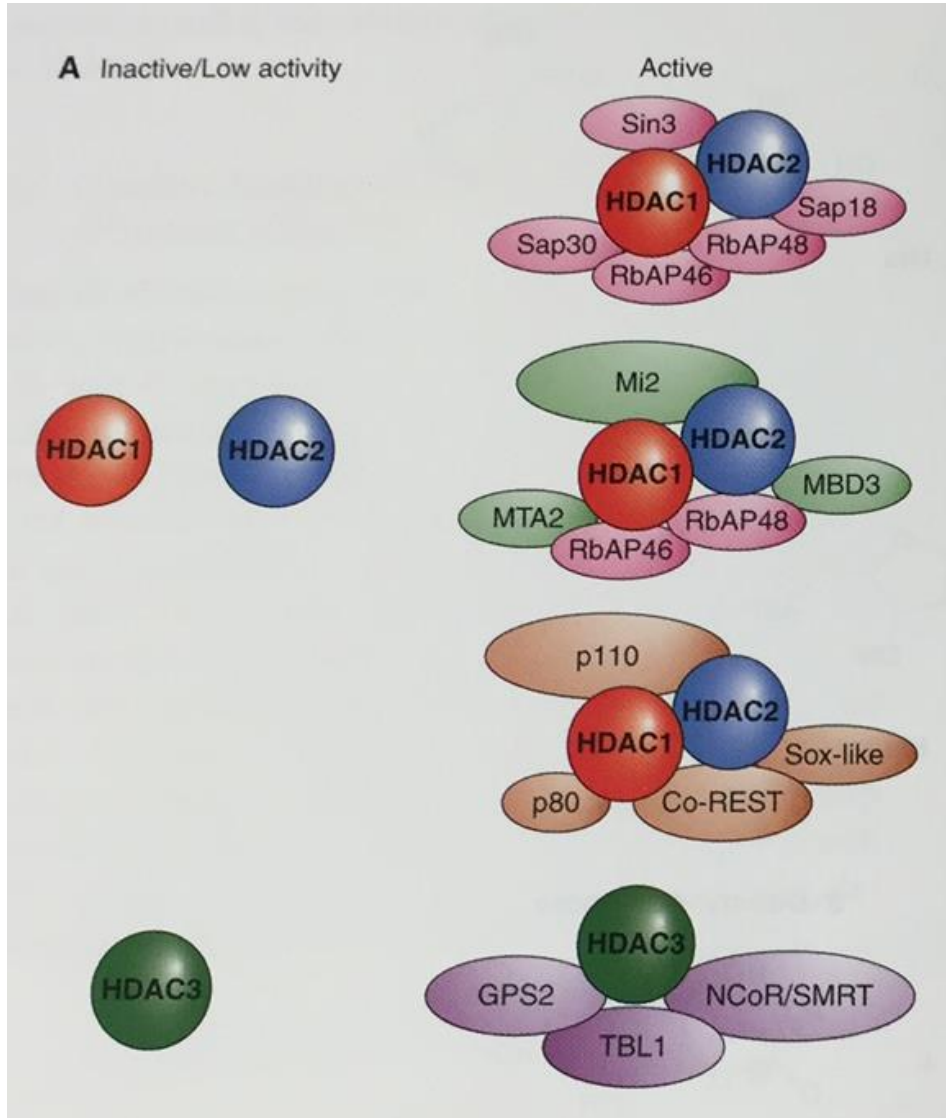 A Inactive/Low activity
Active
Sin3
HDAC2
HDAC1
Sap18
Sap30
RbAP48
RbAP46
Mi2
HDAC1
HDAC2
HDAC2
HDAC1
MBD3
MTA2
RbAP48
RbAP46
p110
HDAC2
HDAC1
Sox-like
p80
Co-REST
HDAC3
HDAC3
GPS2
NCoR/SMRT
TBL1